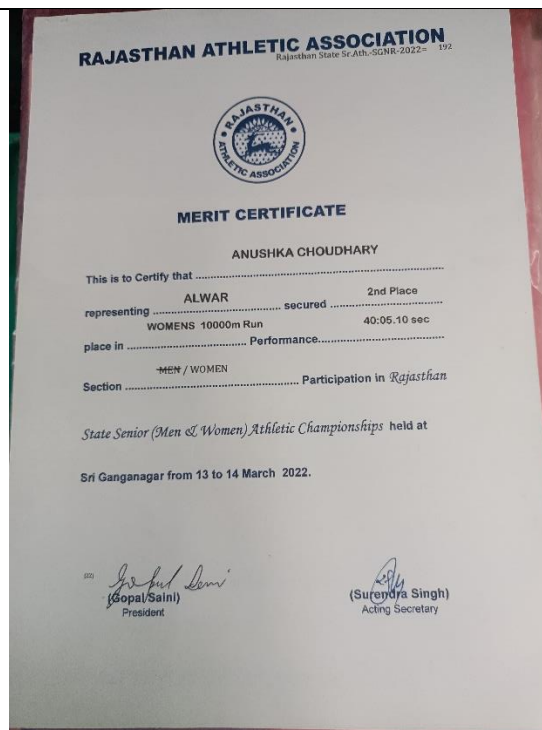 RAJASTHAN ATHLETIC ASSOCIATION
Rajasthan State Sr.Ath.-SGNR-2022= 192
RAJASTHAN
ATHLETIC ASSOCIATION
MERIT CERTIFICATE
ANUSHKA CHOUDHARY
This is to Certify that
ALWAR 2nd Place
representing secured
WOMENS 10000m Run 40:05.10 sec
place in Performance
MEN / WOMEN
Section Participation in Rajasthan
State Senior (Men & Women) Athletic Championships held at
Sri Ganganagar from 13 to 14 March 2022.
(Gopal Saini) (Surendra Singh)
President Acting Secretary